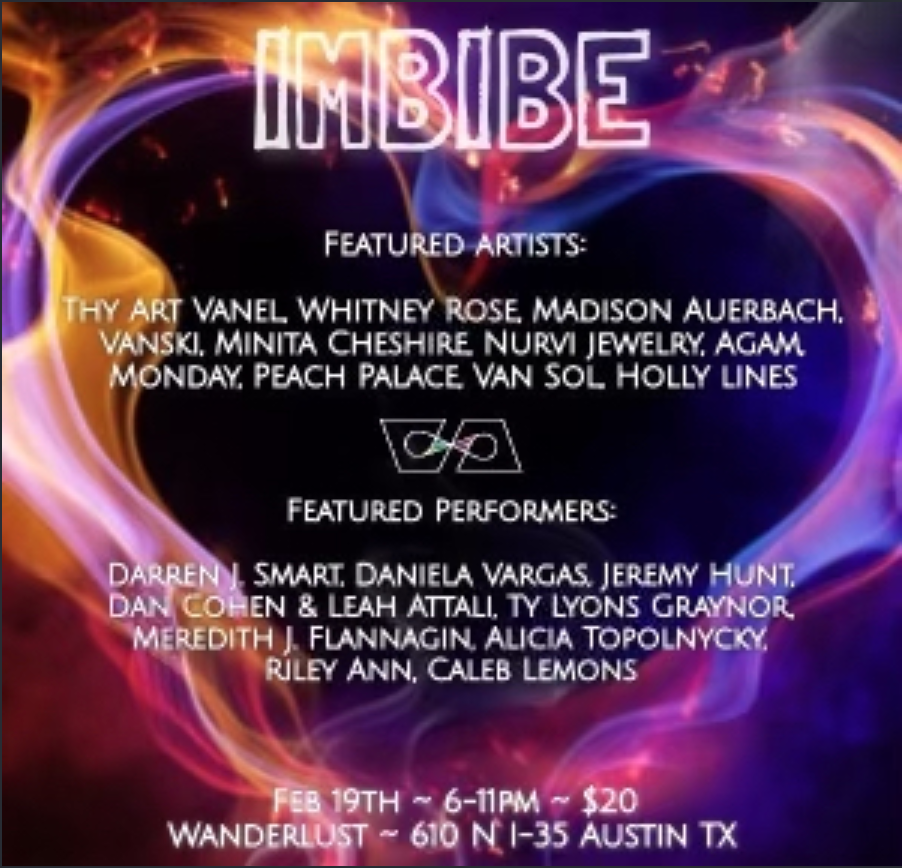 IMBIBE
FEATURED ARTISTS:
THY ART VANEL, WHITNEY ROSE, MADISON AUERBACH,
VANSKI, MINITA CHESHIRE, NURVI JEWELRY, AGAM,
MONDAY, PEACH PALACE, VAN SOL, HOLLY LINES
FEATURED PERFORMERS:
DARREN J. SMART, DANIELA VARGAS, JEREMY HUNT,
DAN COHEN & LEAH ATTALI, TY LYONS GRAYNOR,
MEREDITH J. FLANNAGIN, ALICIA TOPOLNYCKY,
RILEY ANN, CALEB LEMONS
FEB 19TH ~ 6-11PM ~ $20
WANDERLUST ~ 610 N I-35 AUSTIN TX